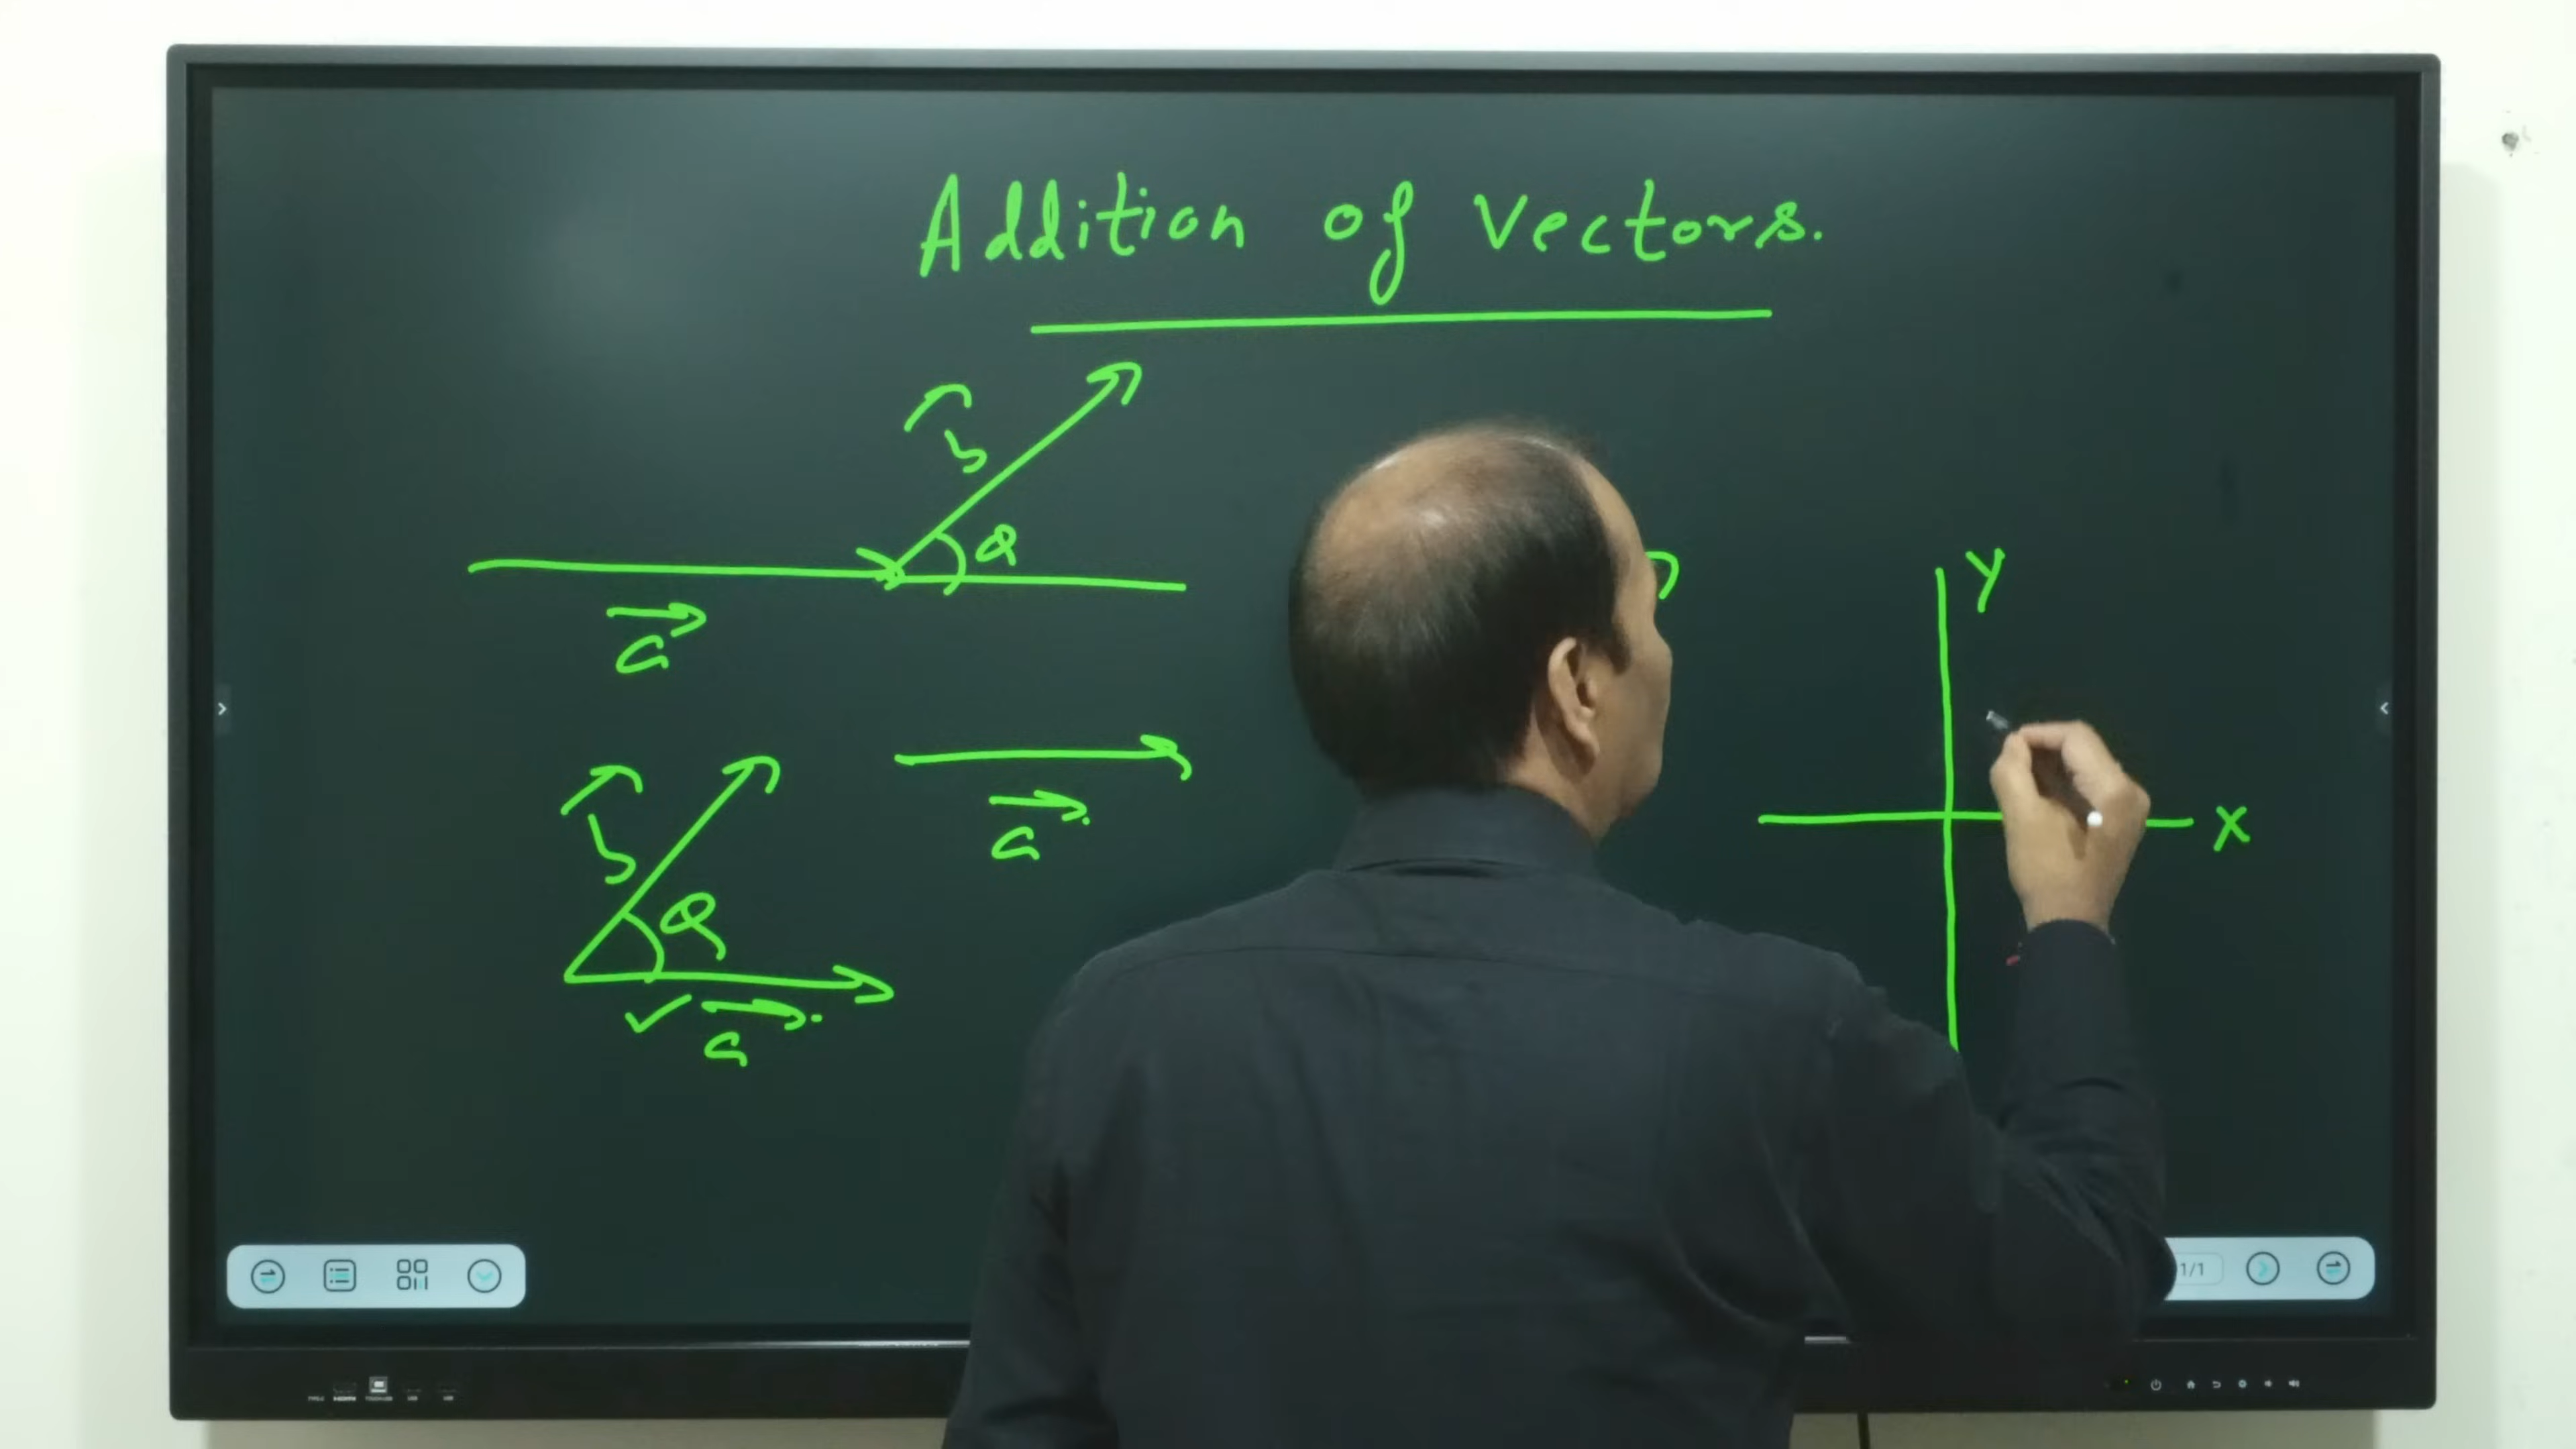 Addition of vectors.
b
Q
a
Y
b
a
X
Q
a
1/1